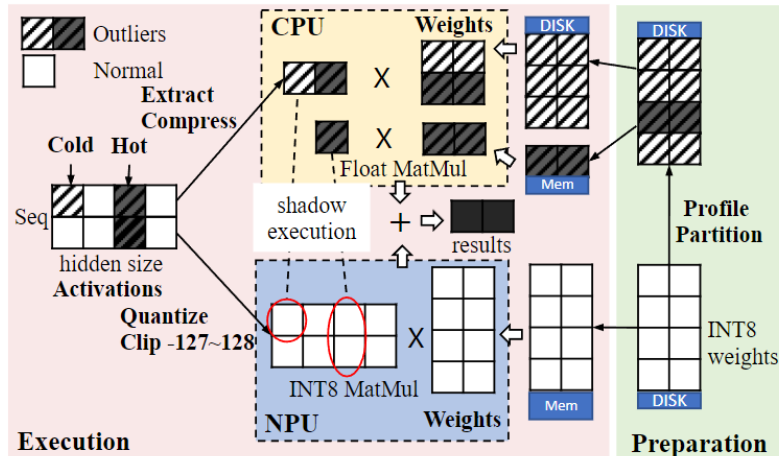 Outliers
Normal
CPU
Weights
DISK
DISK
Extract
Compress
X
Cold
Hot
X
Float MatMul
Mem
Seq
shadow
execution
+
results
Profile
Partition
hidden size
Activations
Quantize
Clip -127~128
X
INT8
weights
INT8 MatMul
NPU
Weights
Mem
DISK
Execution
Preparation